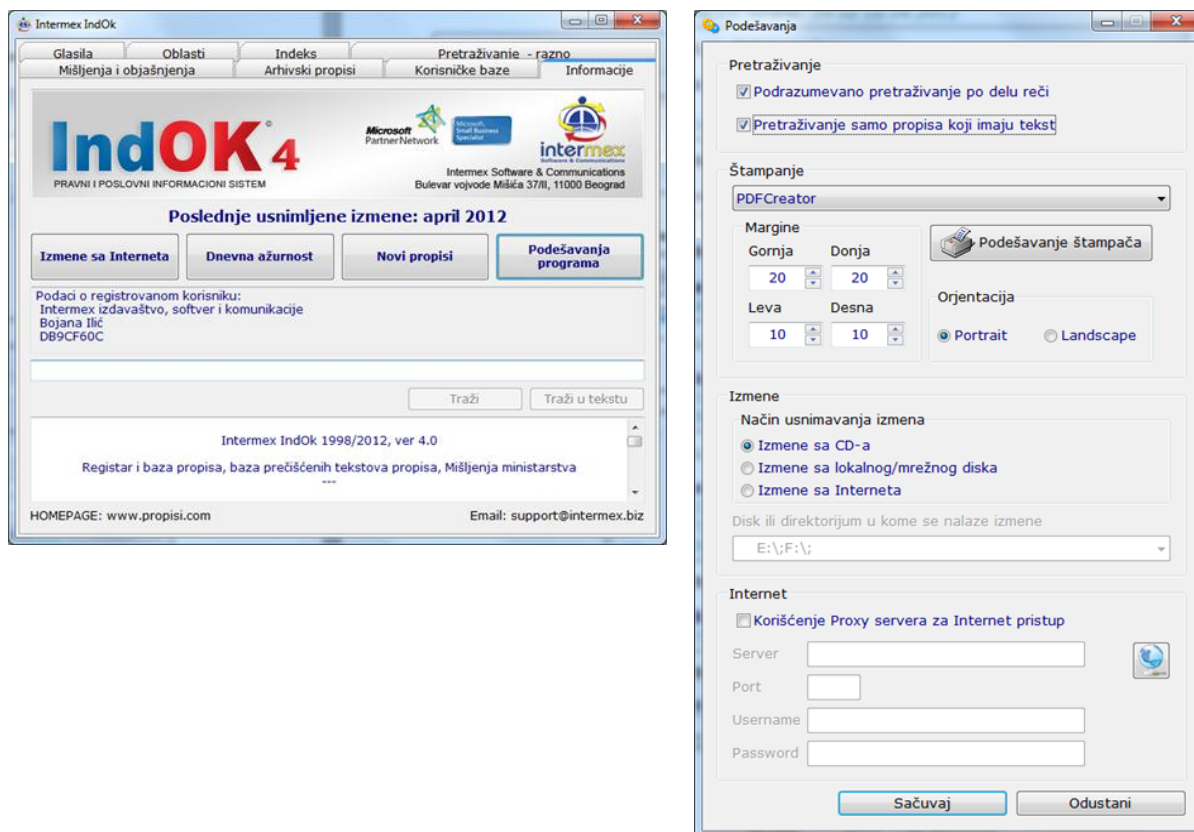 Intermex IndOk
Glasila Oblasti Indeks Pretraživanje - razno
Mišljenja i objašnjenja Arhivski propisi Korisničke baze Informacije
IndOK 4
PRAVNI I POSLOVNI INFORMACIONI SISTEM
Microsoft
Partner Network
Microsoft
Small Business
Specialist
intermex
Software & Communications
Intermex Software & Communications
Bulevar vojvode Mišića 37/II, 11000 Beograd
Poslednje usnimljene izmene: april 2012
Izmene sa Interneta Dnevna ažurnost Novi propisi Podešavanja programa
Podaci o registrovanom korisniku:
Intermex izdavaštvo, softver i komunikacije
Bojana Ilić
DB9CF60C
Traži Traži u tekstu
Intermex IndOk 1998/2012, ver 4.0
Registar i baza propisa, baza prečišćenih tekstova propisa, Mišljenja ministarstva
---
HOMEPAGE: www.propisi.com Email: support@intermex.biz
Podešavanja
Pretraživanje
Podrazumevano pretraživanje po delu reči
Pretraživanje samo propisa koji imaju tekst
Štampanje
PDFCreator
Margine
Gornja Donja
20 20
Leva Desna
10 10
Podešavanje štampača
Orjentacija
Portrait Landscape
Izmene
Način usnimavanja izmena
Izmene sa CD-a
Izmene sa lokalnog/mrežnog diska
Izmene sa Interneta
Disk ili direktorijum u kome se nalaze izmene
E:\;F:\;
Internet
Korišćenje Proxy servera za Internet pristup
Server
Port
Username
Password
Sačuvaj Odustani